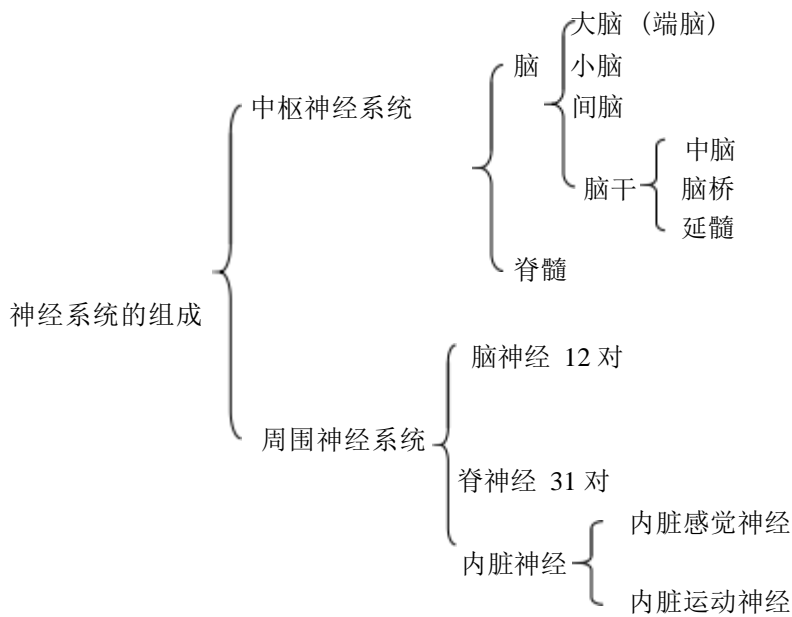 大脑（端脑）
脑
小脑
中枢神经系统
间脑
中脑
脑干
脑桥
延髓
脊髓
神经系统的组成
脑神经 12 对
周围神经系统
脊神经 31 对
内脏感觉神经
内脏神经
内脏运动神经